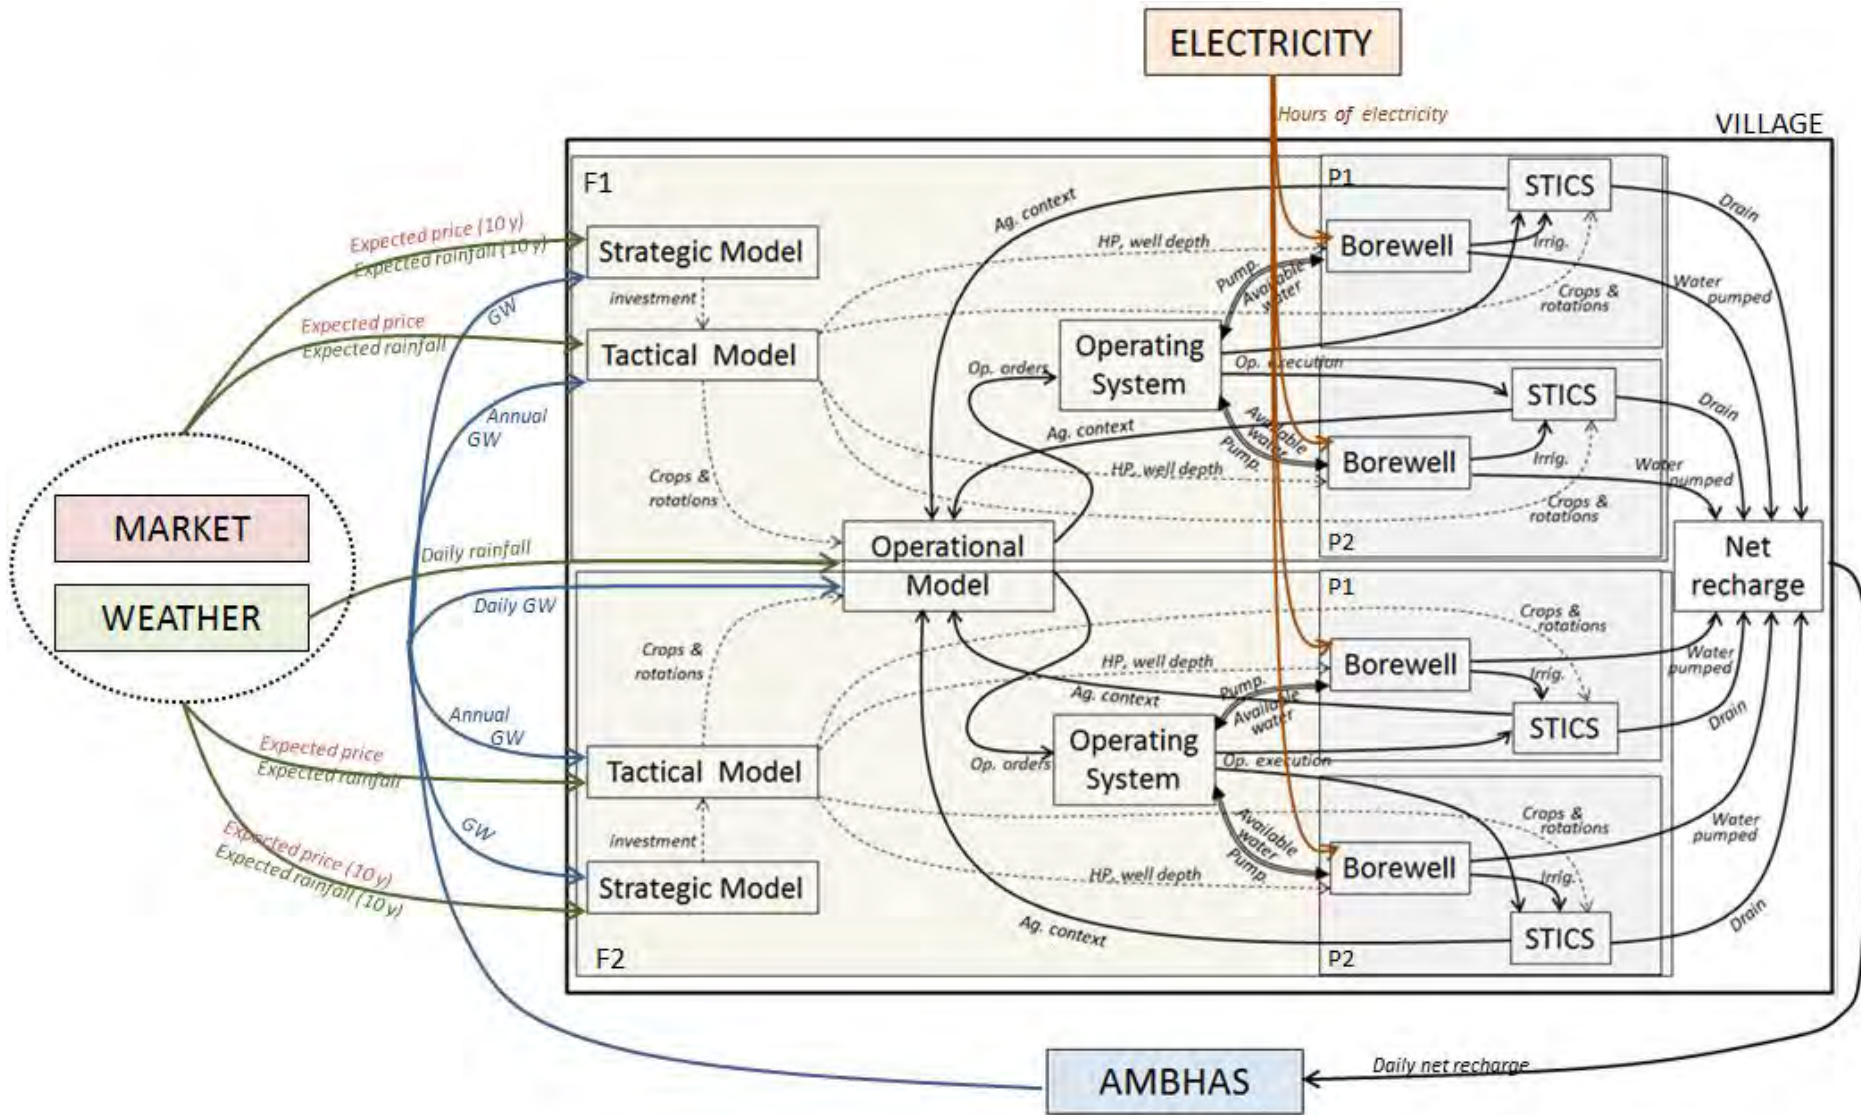 ELECTRICITY
Hours of electricity
VILLAGE
F1
P1
STICS
Drain
Ag. context
Expected price (10 y)
Expected rainfall (10 y)
Strategic Model
HP, well depth
Borewell
Irrig.
GW
investment
Pump.
Available
water
Crops &
rotations
Water
pumped
Expected price
Expected rainfall
Tactical Model
Operating
System
Op. execution
Op. orders
STICS
Drain
Annual
GW
Ag. context
Available
water
Pump.
Borewell
Irrig.
HP, well depth
Water
pumped
Crops &
rotations
Crops &
rotations
P2
MARKET
WEATHER
Daily rainfall
Daily GW
Operational
Model
Net
recharge
P1
Crops &
rotations
Crops &
rotations
HP, well depth
Borewell
Water
pumped
Irrig.
Ag. context
Pump.
Available
water
STICS
Drain
Annual
GW
Expected price
Expected rainfall
Tactical Model
Operating
System
Op. orders
Op. execution
Available
water
Pump.
Crops &
rotations
Water
pumped
GW
investment
Expected price (10 y)
Expected rainfall (10 y)
Strategic Model
HP, well depth
Borewell
Irrig.
Ag. context
STICS
Drain
F2
P2
AMBHAS
Daily net recharge